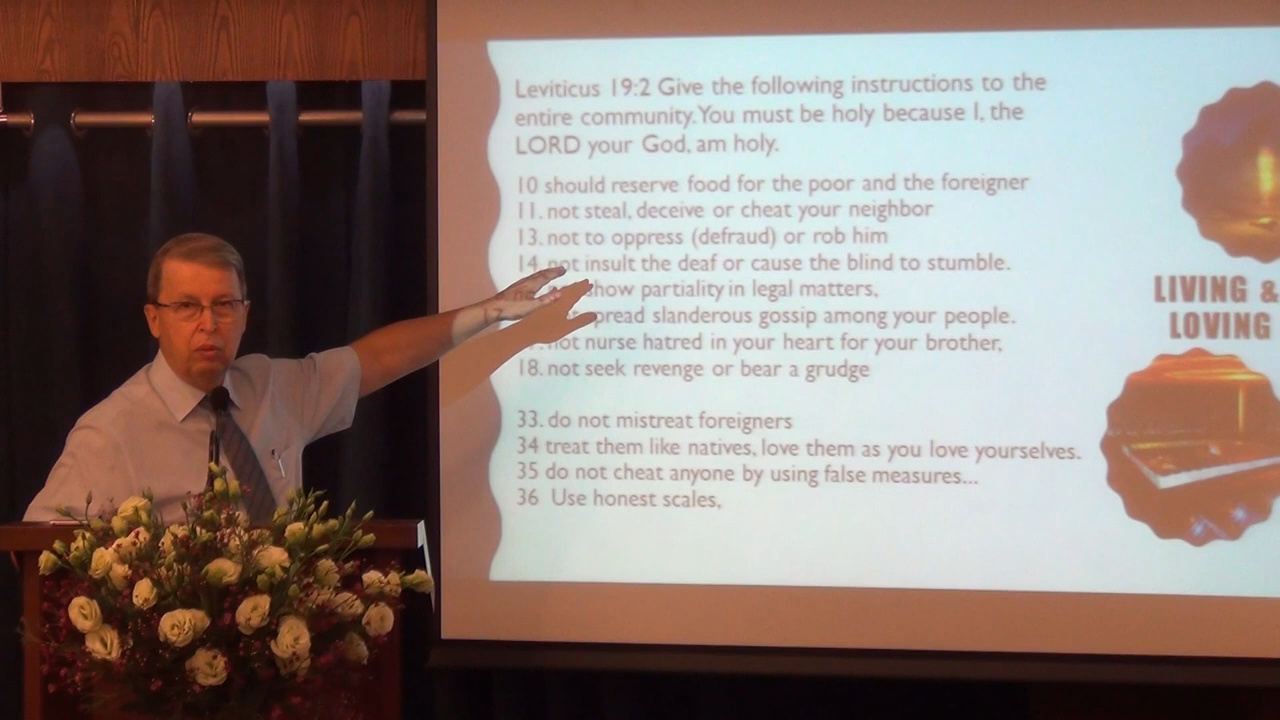 Leviticus 19:2 Give the following instructions to the
entire community. You must be holy because I, the
LORD your God, am holy.
10 should reserve food for the poor and the foreigner
11. not steal, deceive or cheat your neighbor
13. not to oppress (defraud) or rob him
14. not insult the deaf or cause the blind to stumble.
show partiality in legal matters,
slanderous gossip among your people.
not nurse hatred in your heart for your brother,
18. not seek revenge or bear a grudge
33. do not mistreat foreigners
34 treat them like natives, love them as you love yourselves.
35 do not cheat anyone by using false measures...
36 Use honest scales,
LIVING &
LOVING